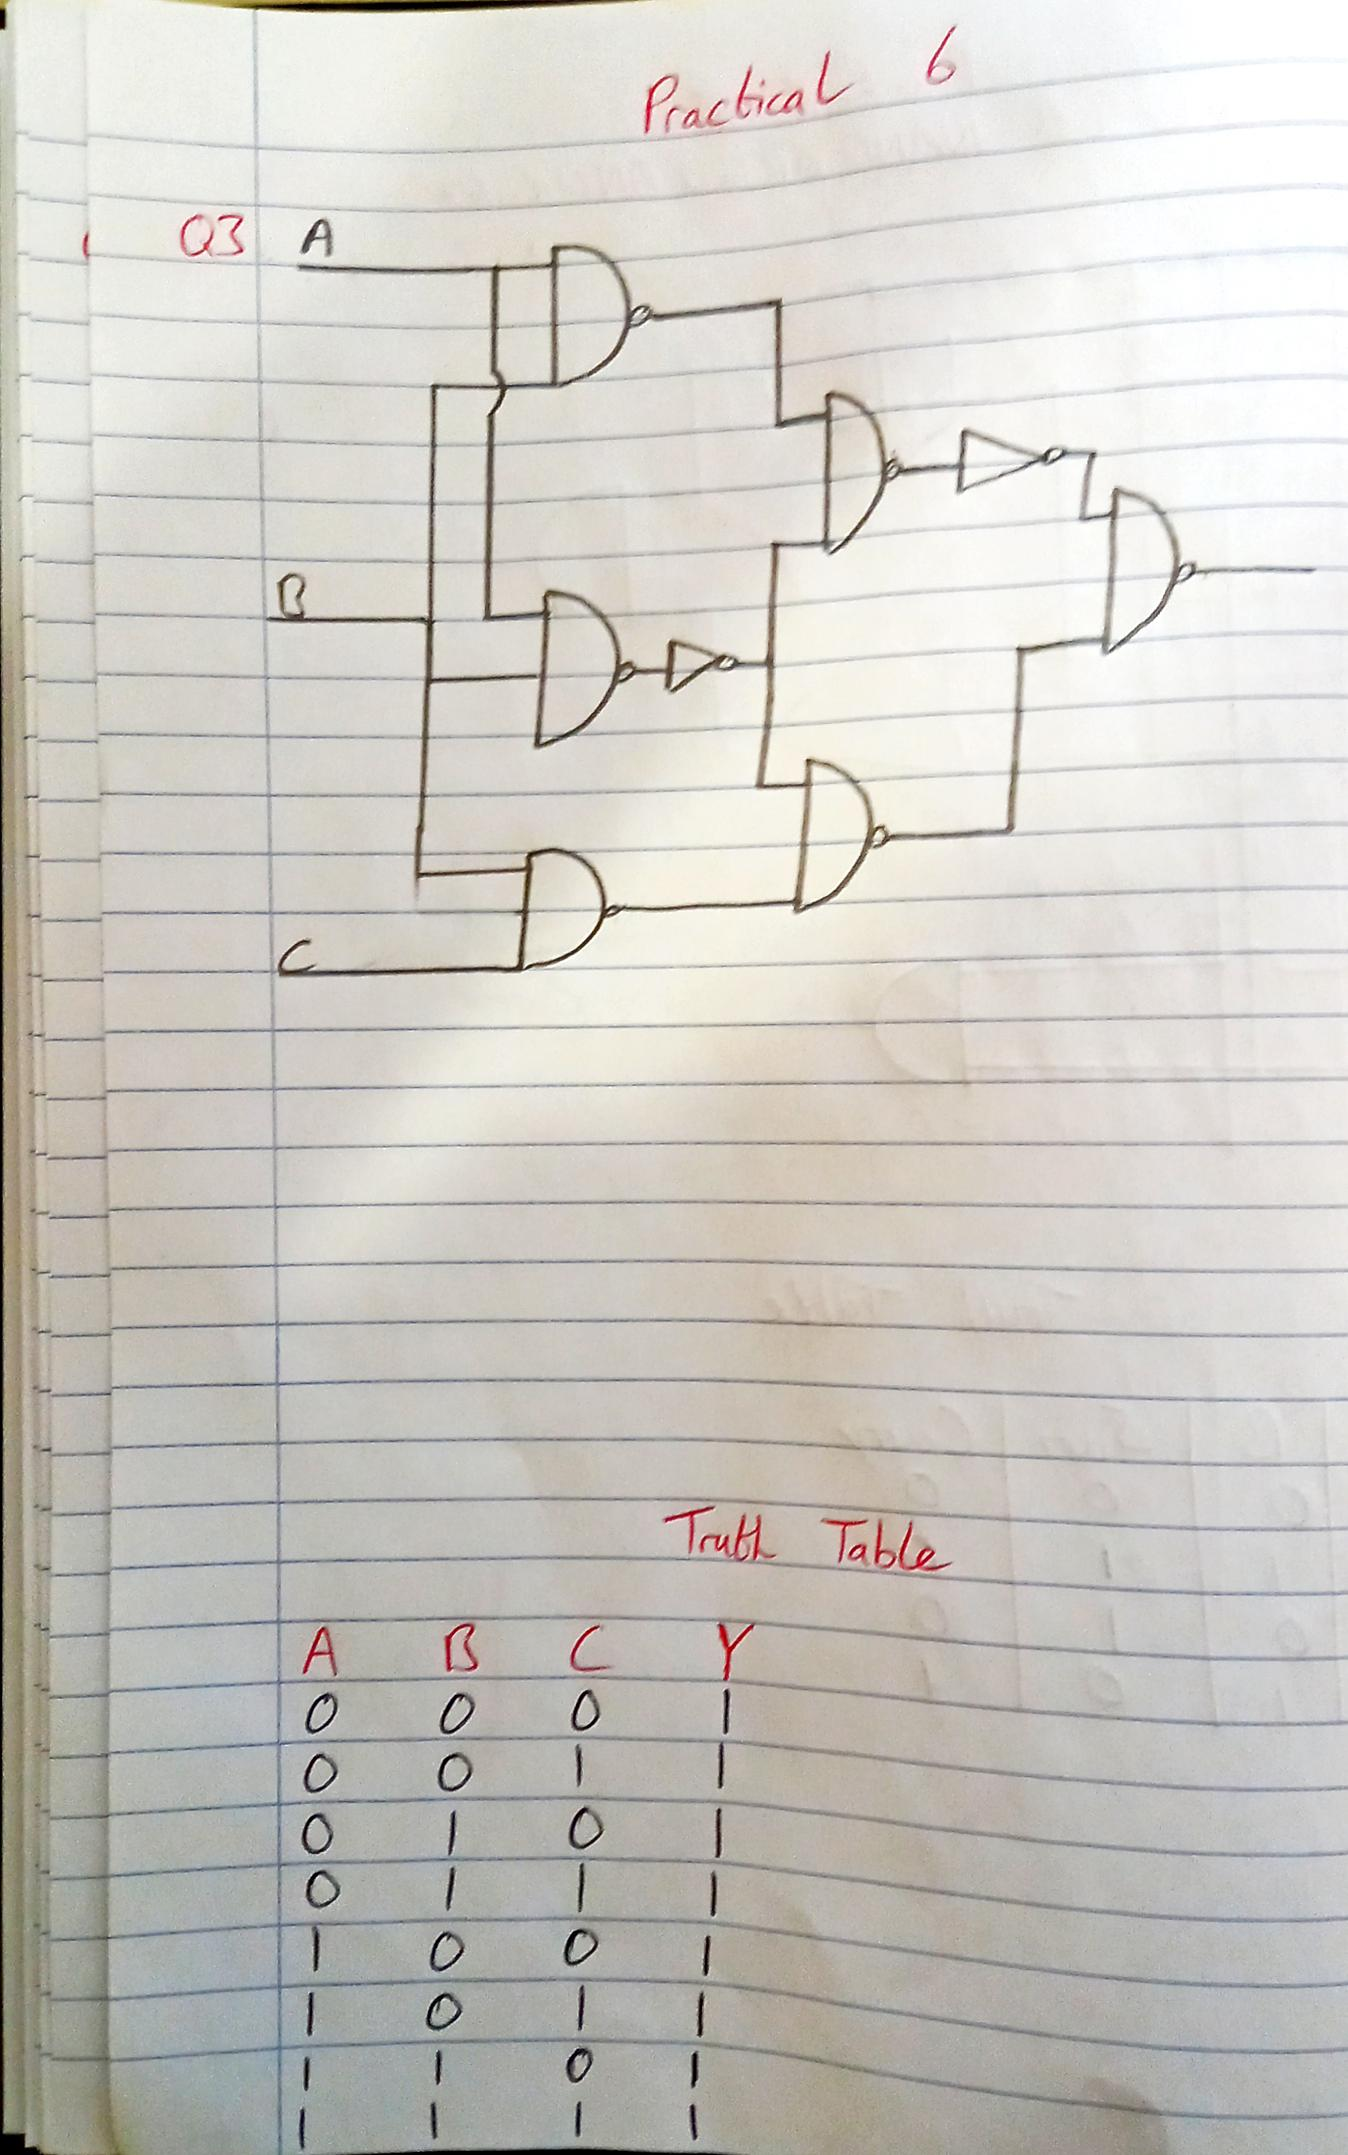 Practical 6
Q3 A
B
C
Truth Table
A B C Y
0 0 0 1
0 0 1 1
0 1 0 1
0 1 1 1
1 0 0 1
1 0 1 1
1 1 0 1
1 1 1 1